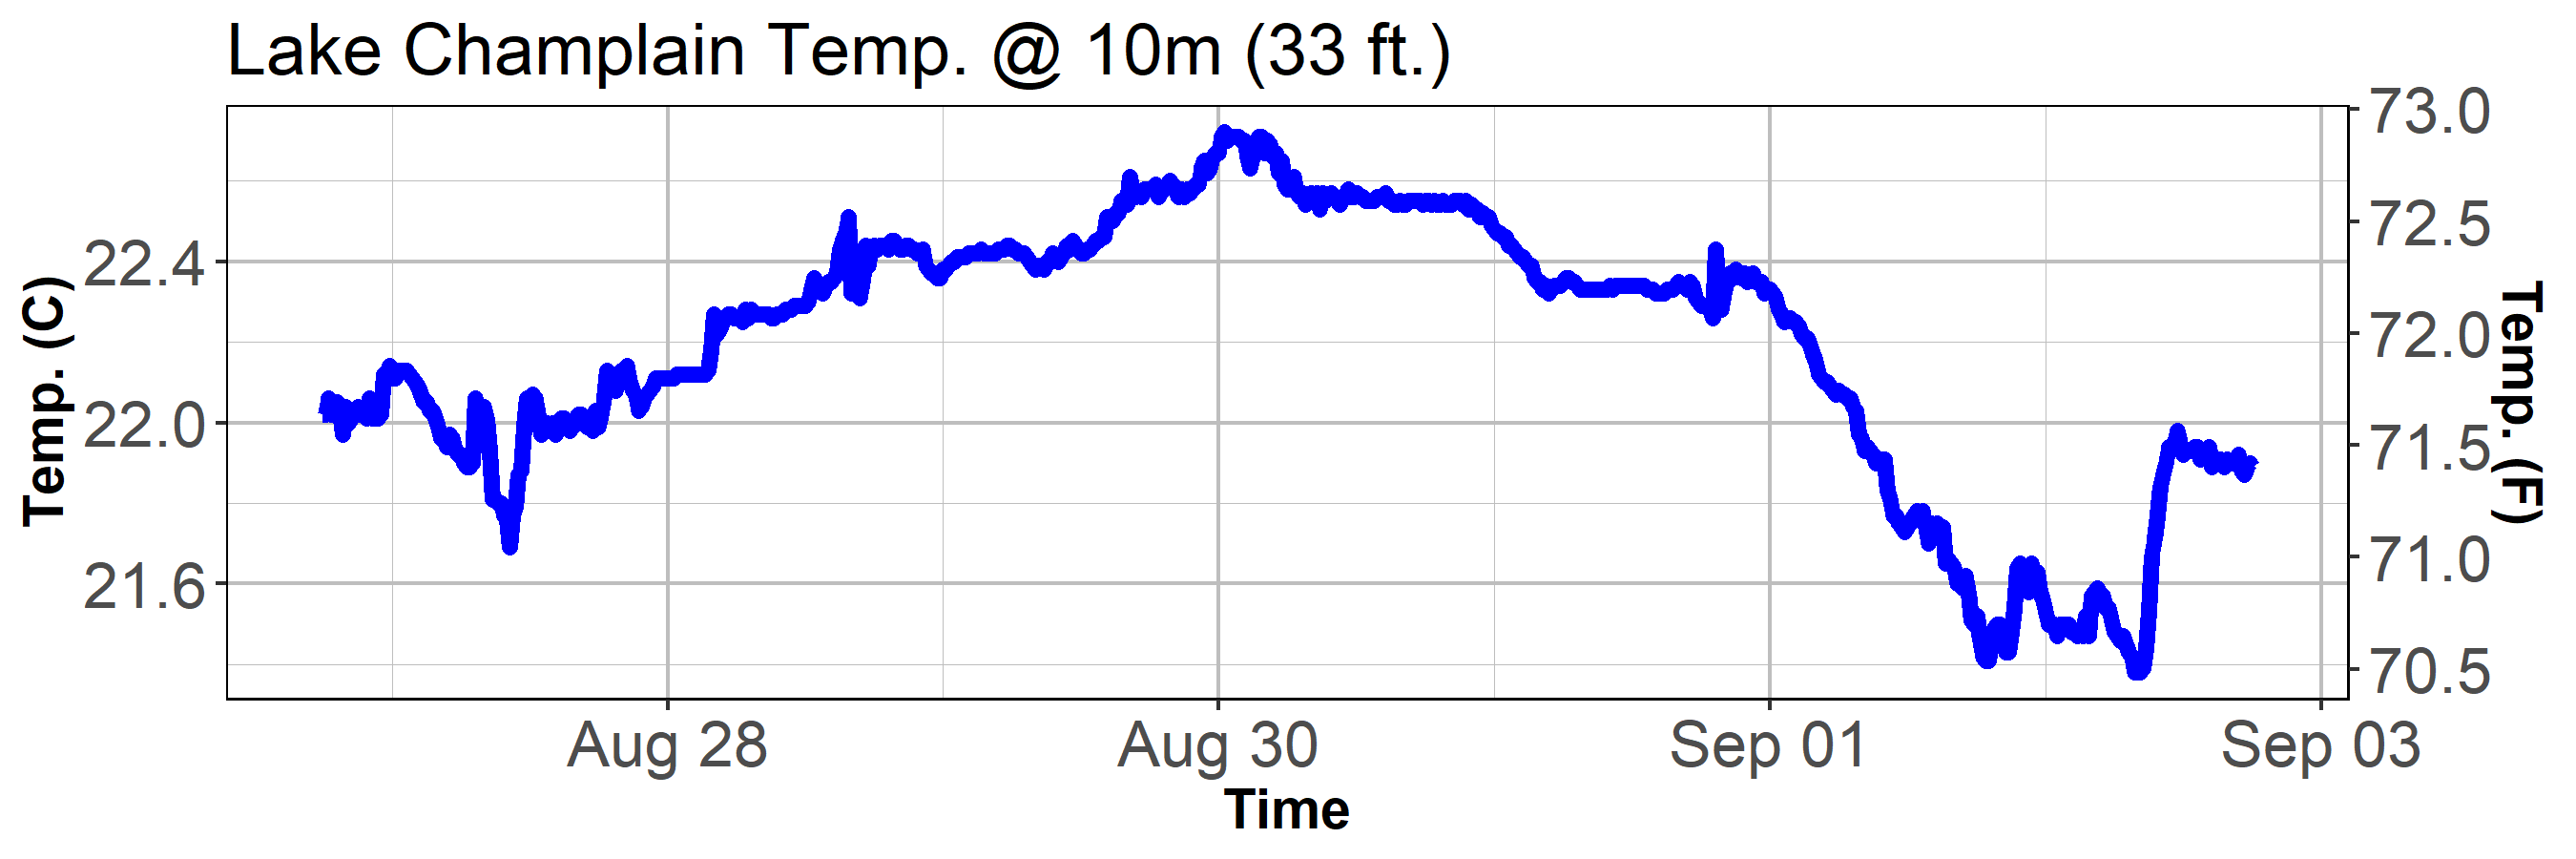 Lake Champlain Temp. @ 10m (33 ft.)
Temp. (C)
22.4
22.0
21.6
73.0
72.5
72.0
71.5
71.0
70.5
Temp. (F)
Aug 28
Aug 30
Sep 01
Sep 03
Time